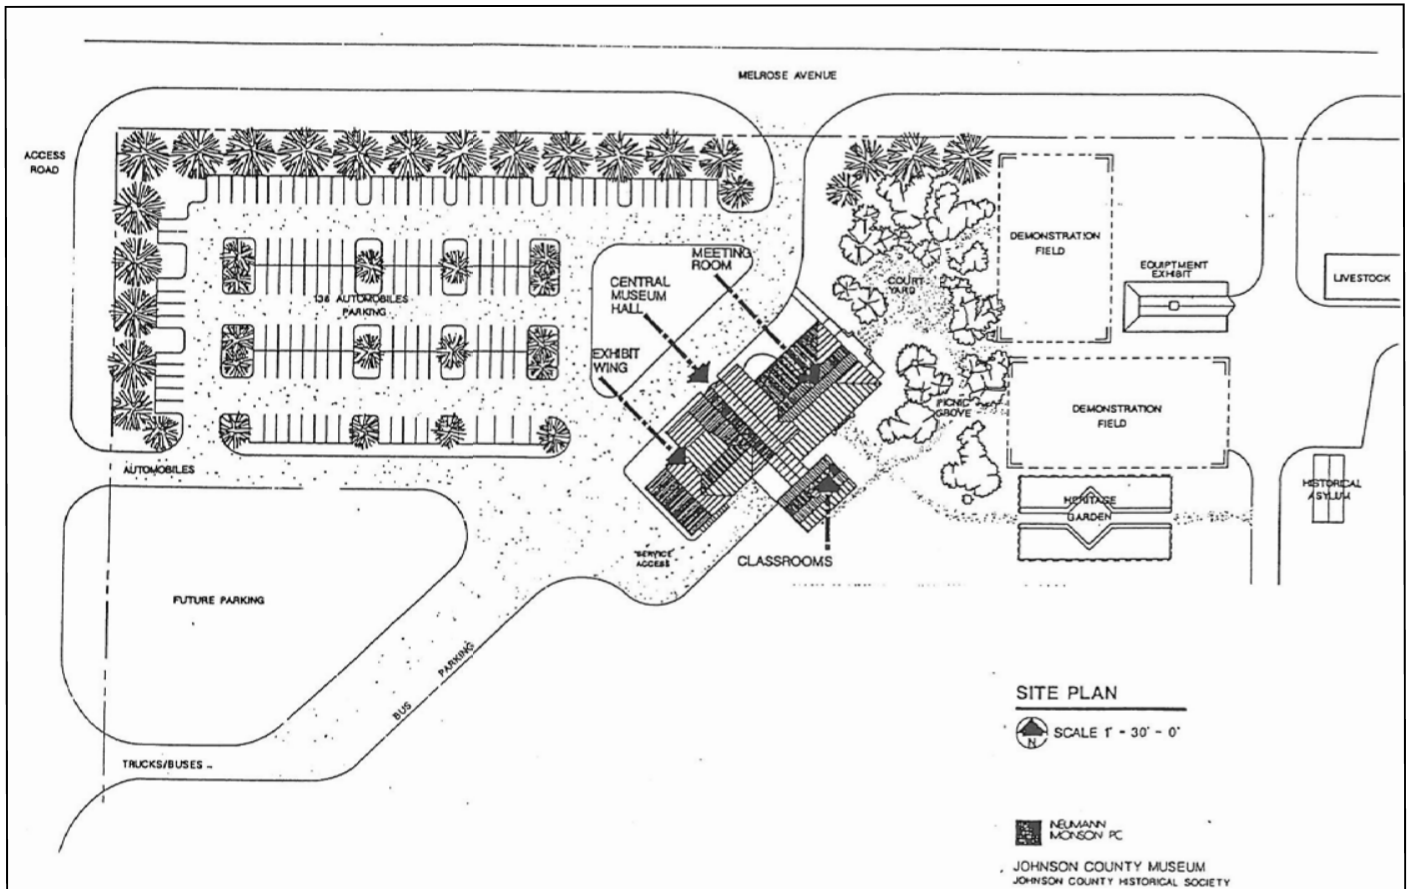 MELROSE AVENUE
ACCESS
ROAD
MEETING
ROOM
CENTRAL
MUSEUM
HALL
EXHIBIT
WING
138 AUTOMOBILES
PARKING
COURT
YARD
DEMONSTRATION
FIELD
EQUIPTMENT
EXHIBIT
LIVESTOCK
PICNIC
GROVE
DEMONSTRATION
FIELD
AUTOMOBILES
HERITAGE
GARDEN
HISTORICAL
ASYLUM
"SERVICE
ACCESS
CLASSROOMS
FUTURE PARKING
BUS PARKING
TRUCKS/BUSES
SITE PLAN
N
SCALE 1" - 30' - 0"
NEUMANN
MONSON PC
JOHNSON COUNTY MUSEUM
JOHNSON COUNTY HISTORICAL SOCIETY